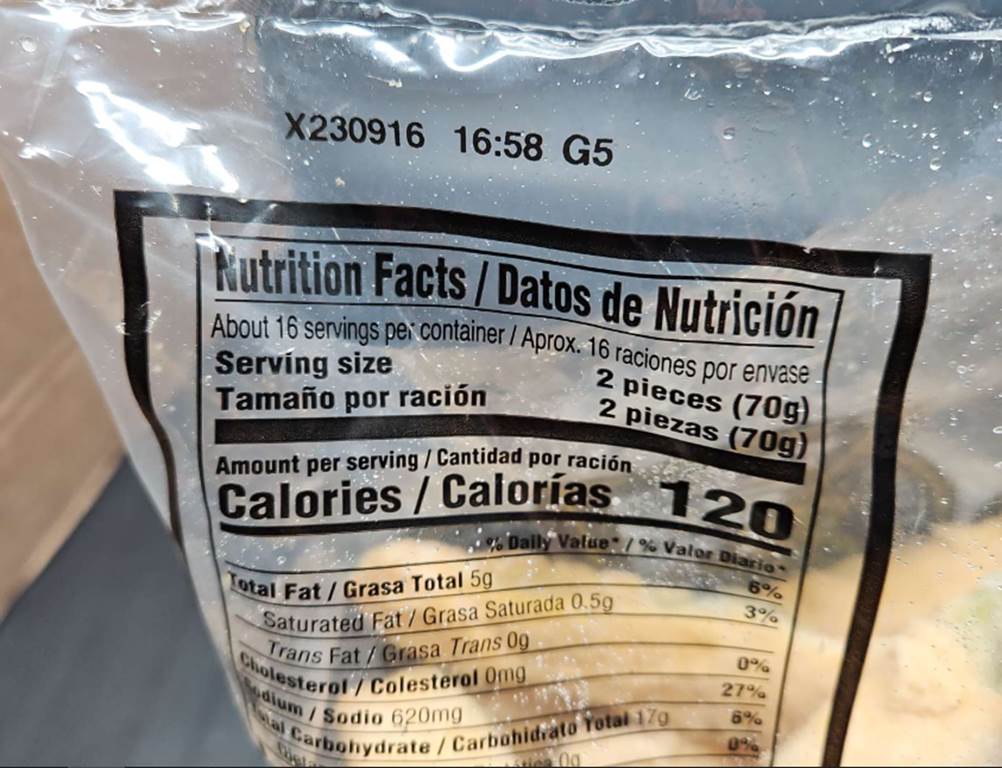 X230916 16:58 G5
Nutrition Facts / Datos de Nutrición
About 16 servings per container / Aprox. 16 raciones por envase
Serving size 2 pieces (70g)
Tamaño por ración 2 piezas (70g)
Amount per serving / Cantidad por ración
Calories / Calorías 120
% Daily Value* / % Valor Diario*
Total Fat / Grasa Total 5g 6%
Saturated Fat / Grasa Saturada 0.5g 3%
Trans Fat / Grasa Trans 0g
Cholesterol / Colesterol 0mg 0%
Sodium / Sodio 620mg 27%
Total Carbohydrate / Carbohidrato Total 17g 6%
0g 0%